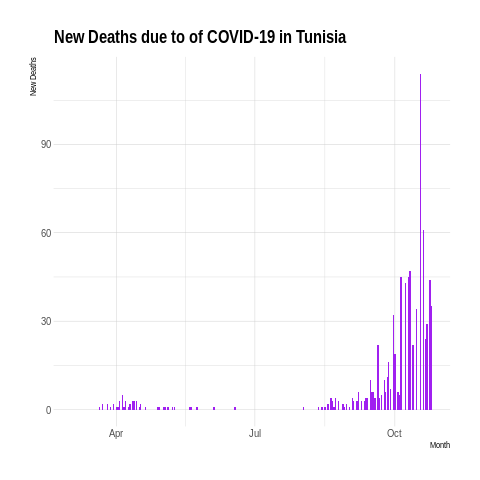 New Deaths due to of COVID-19 in Tunisia
New Deaths
90
60
30
0
Apr
Jul
Oct
Month